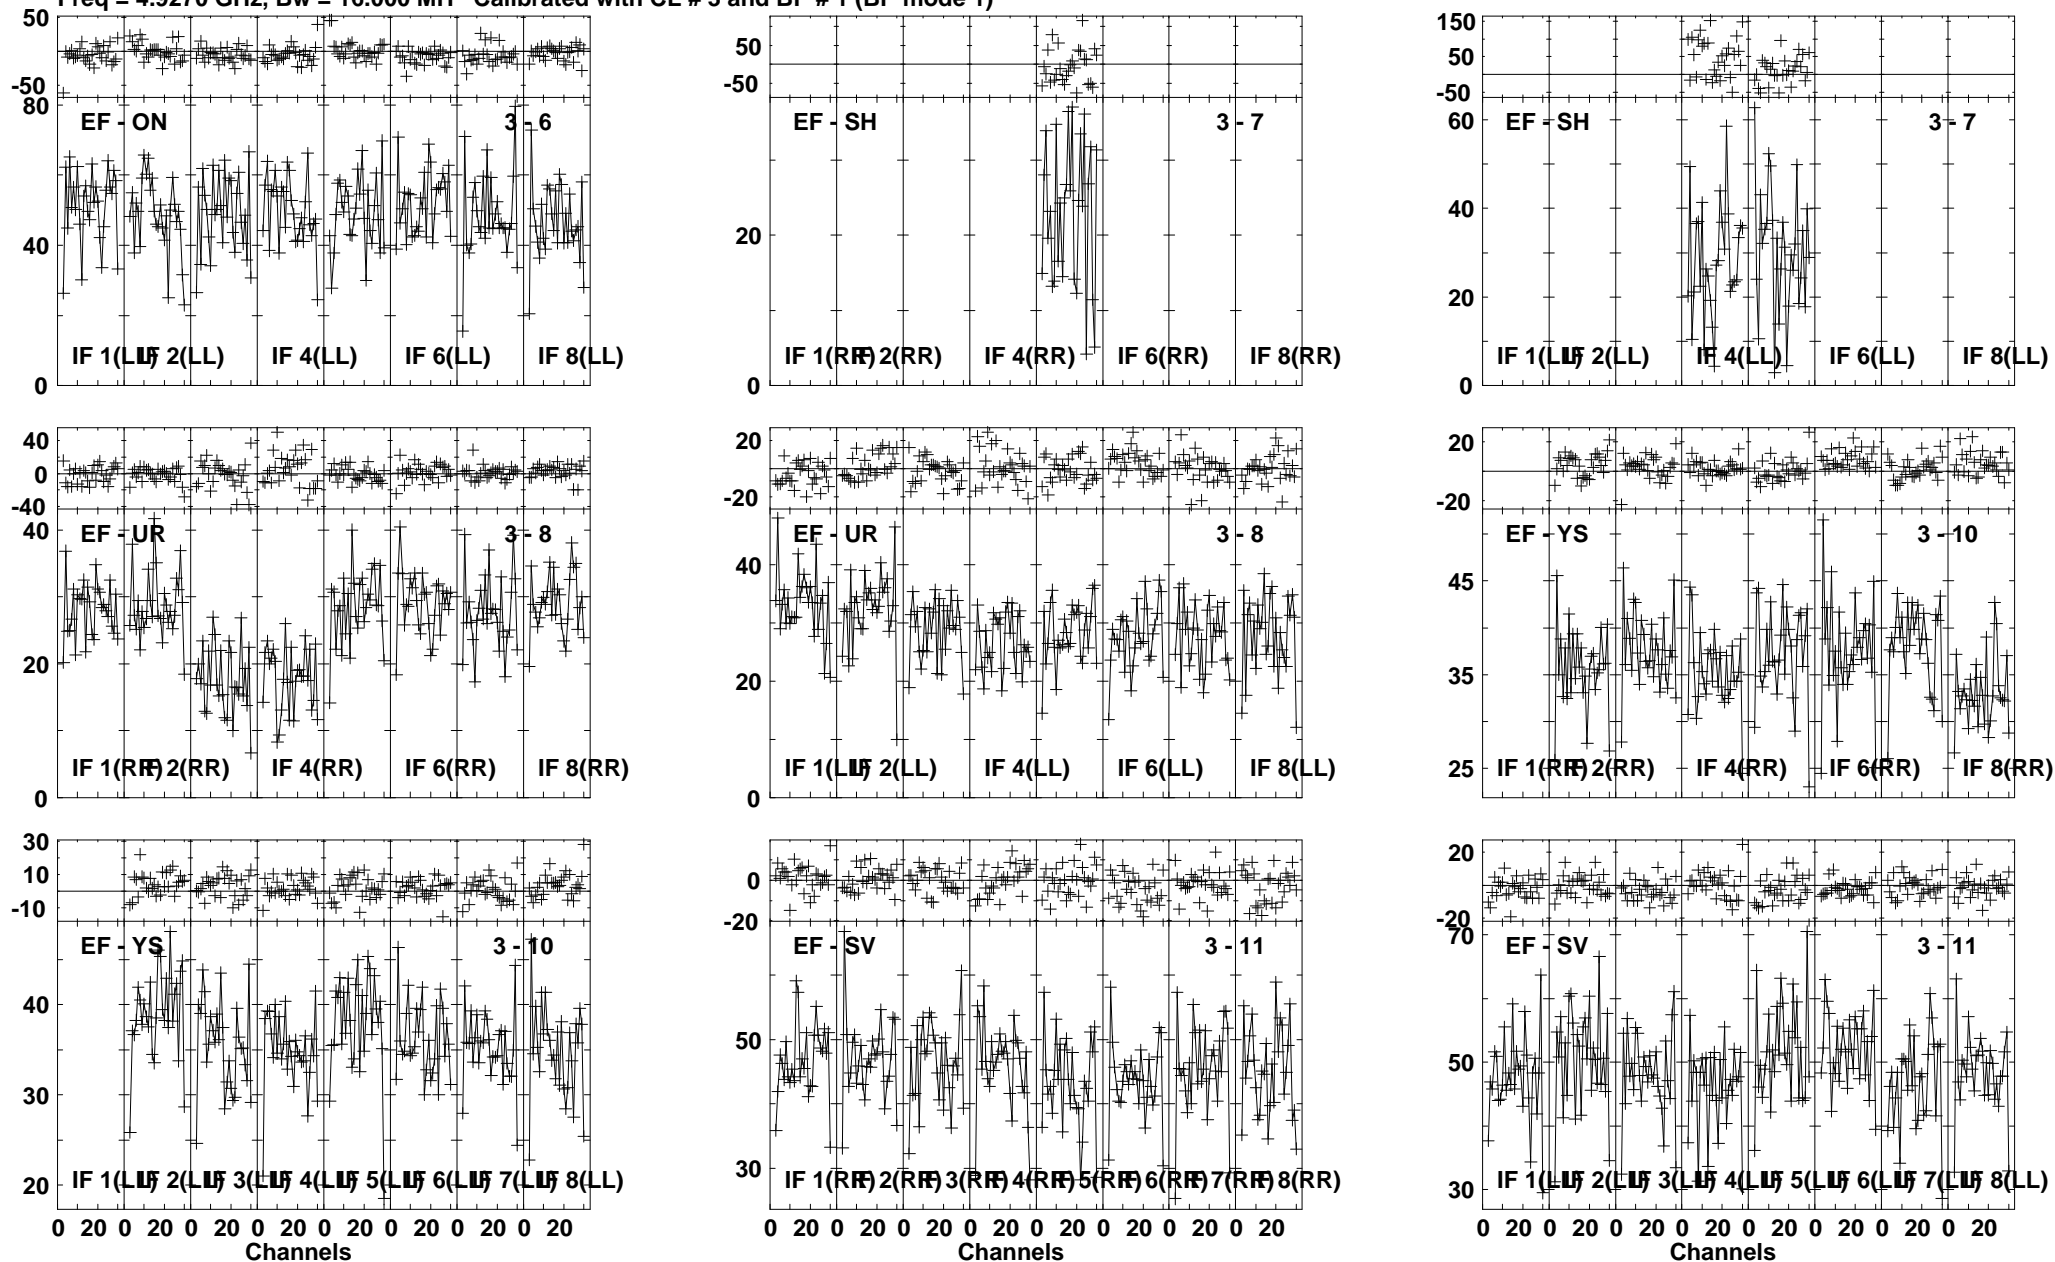 Freq = 4.9270 GHz, Bw = 16.000 MH Calibrated with CL # 3 and BP # 1 (BP mode 1)
50
-50
80
40
0
EF - ON 3 - 6
IF 1(LL) IF 2(LL) IF 4(LL) IF 6(LL) IF 8(LL)
50
-50
20
0
EF - SH 3 - 7
IF 1(RR) IF 2(RR) IF 4(RR) IF 6(RR) IF 8(RR)
150
50
-50
60
40
20
0
EF - SH 3 - 7
IF 1(LL) IF 2(LL) IF 4(LL) IF 6(LL) IF 8(LL)
40
0
-40
40
20
0
EF - UR 3 - 8
IF 1(RR) IF 2(RR) IF 4(RR) IF 6(RR) IF 8(RR)
20
-20
40
20
0
EF - UR 3 - 8
IF 1(LL) IF 2(LL) IF 4(LL) IF 6(LL) IF 8(LL)
20
-20
45
35
25
EF - YS 3 - 10
IF 1(RR) IF 2(RR) IF 4(RR) IF 6(RR) IF 8(RR)
30
10
-10
40
30
20
EF - YS 3 - 10
IF 1(LL) IF 2(LL) IF 3(LL) IF 4(LL) IF 5(LL) IF 6(LL) IF 7(LL) IF 8(LL)
0 20 0 20 0 20 0 20 0 20 0 20 0 20 0 20
Channels
0
-20
50
30
EF - SV 3 - 11
IF 1(RR) IF 2(RR) IF 3(RR) IF 4(RR) IF 5(RR) IF 6(RR) IF 7(RR) IF 8(RR)
0 20 0 20 0 20 0 20 0 20 0 20 0 20 0 20
Channels
20
0
-20
70
50
30
EF - SV 3 - 11
IF 1(LL) IF 2(LL) IF 3(LL) IF 4(LL) IF 5(LL) IF 6(LL) IF 7(LL) IF 8(LL)
0 20 0 20 0 20 0 20 0 20 0 20 0 20 0 20
Channels